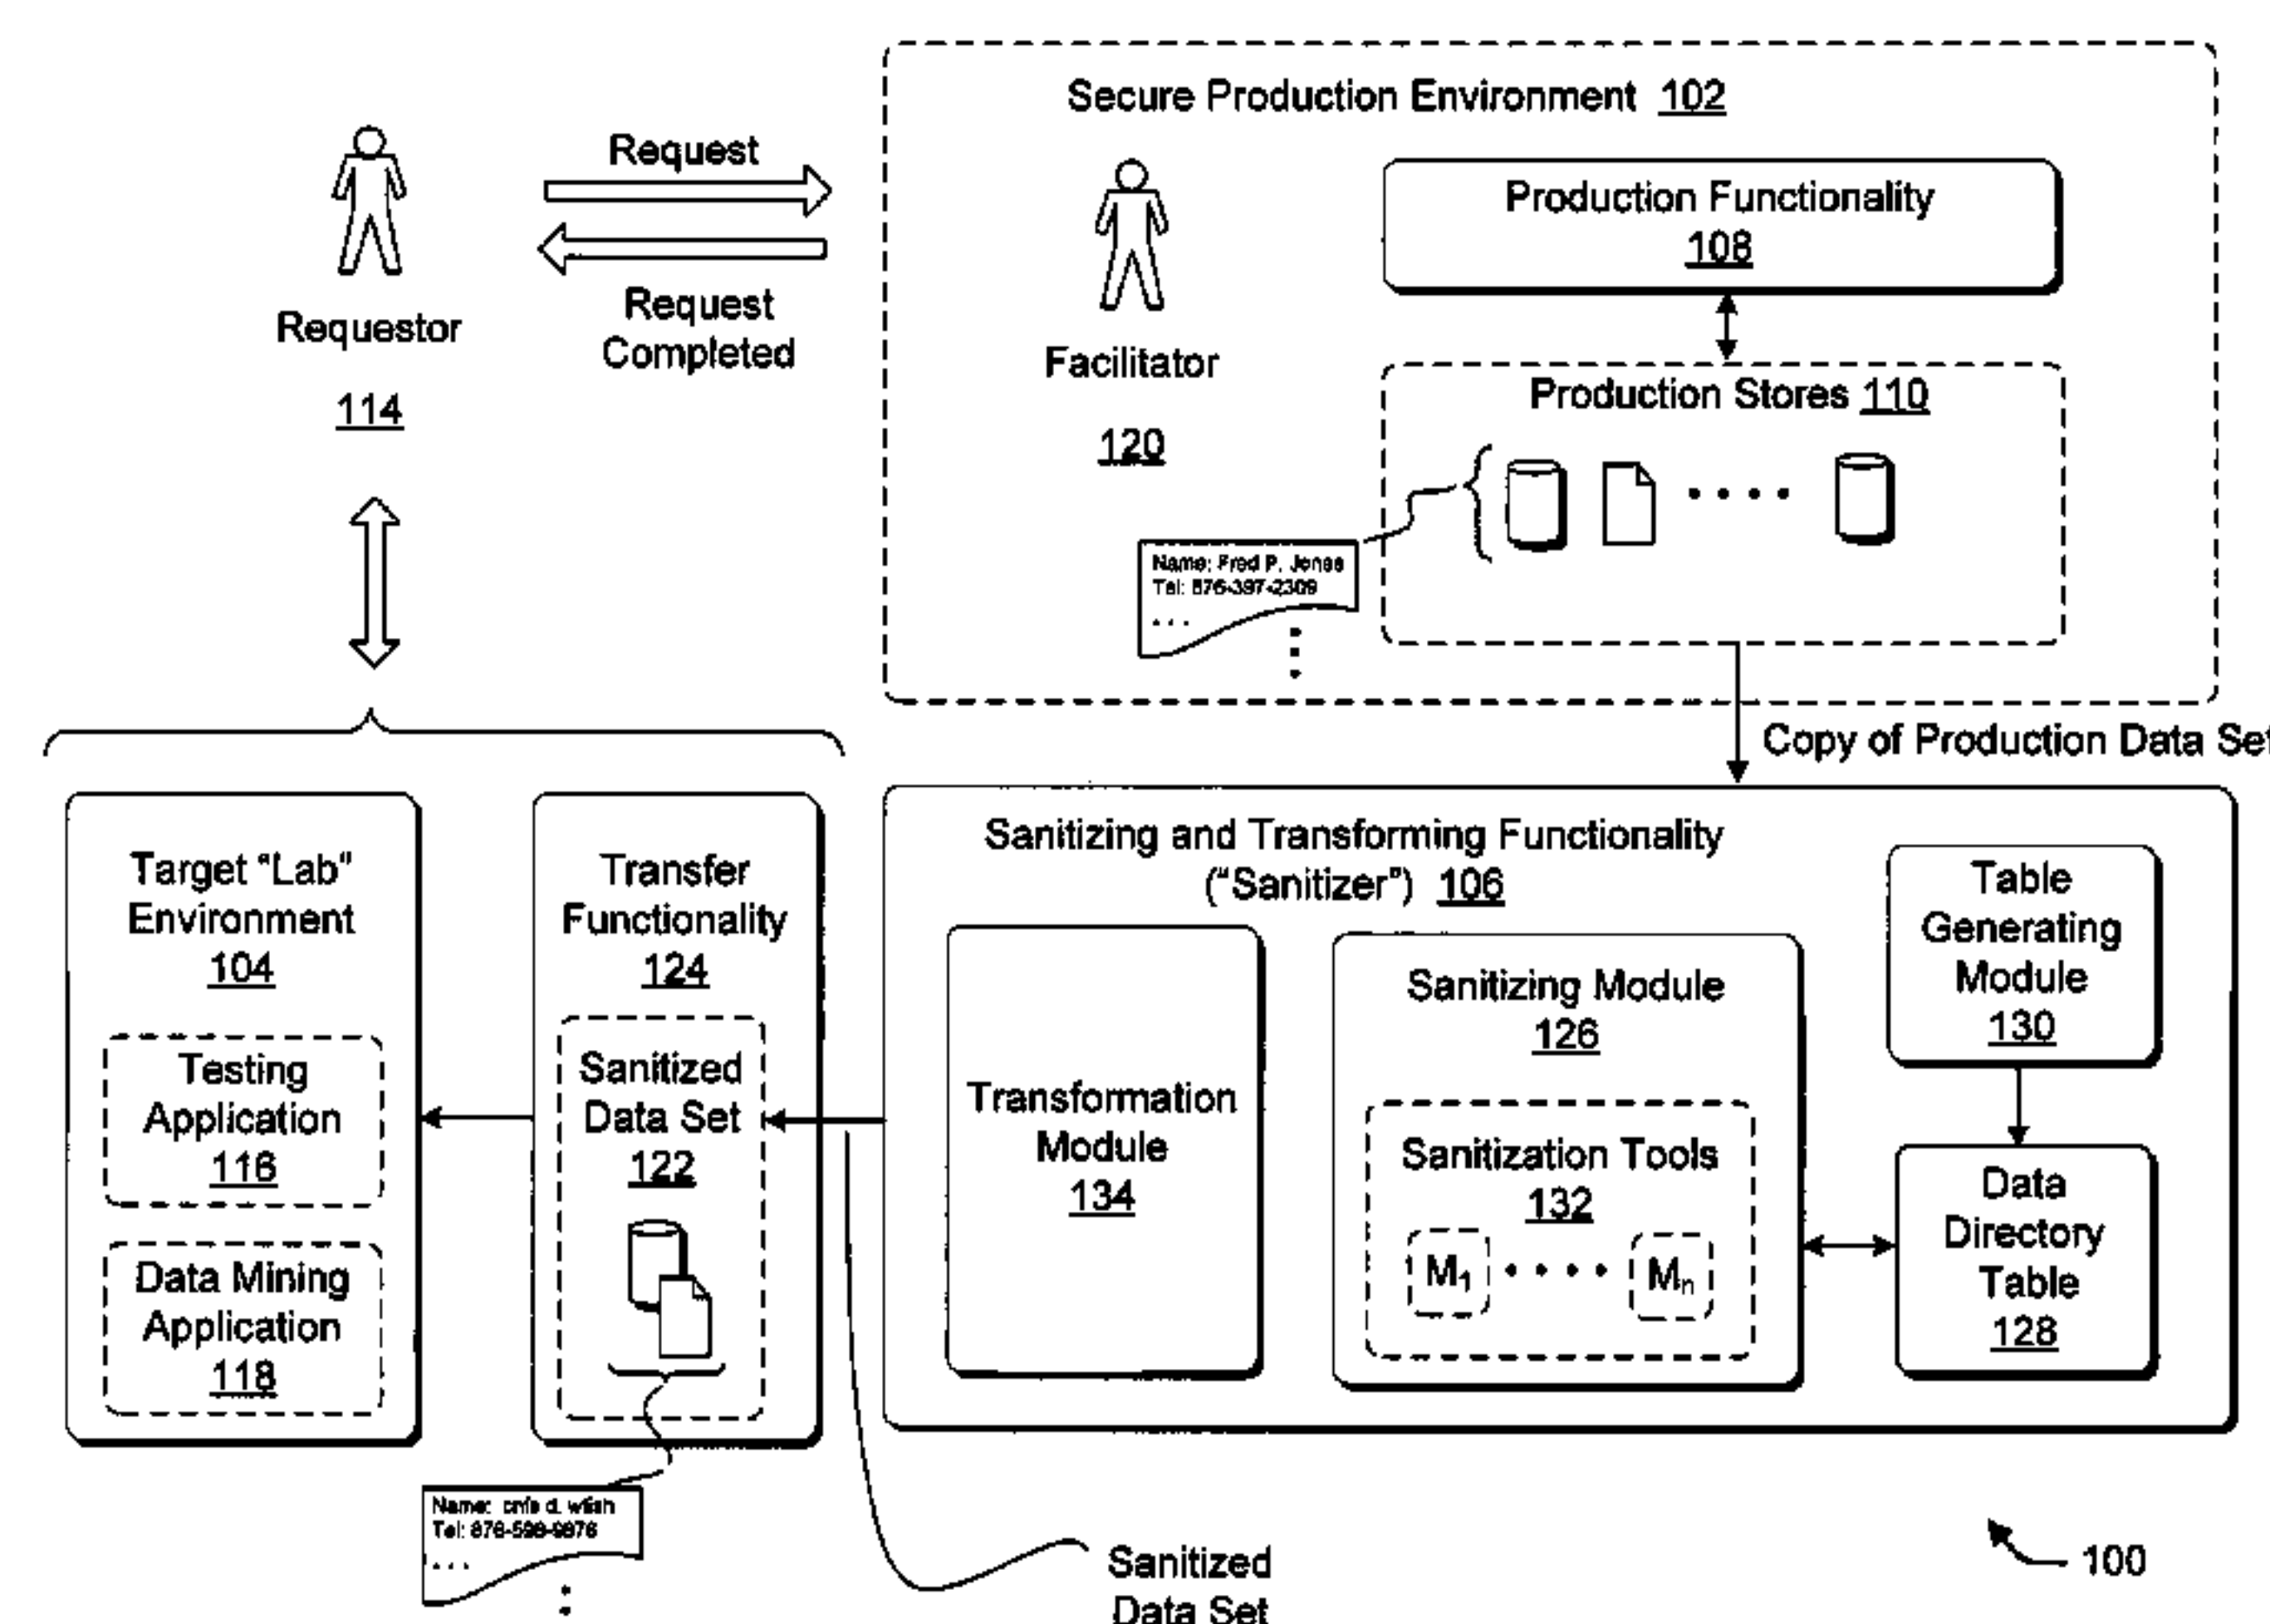 Secure Production Environment 102
Request
Request
Completed
Requestor
114
Facilitator
120
Production Functionality
108
Production Stores 110
Name: Fred P. Jones
Tel: 876-397-2309
. . .
Copy of Production Data Set
Target “Lab”
Environment
104
Testing
Application
116
Data Mining
Application
118
Transfer
Functionality
124
Sanitized
Data Set
122
Sanitizing and Transforming Functionality
(“Sanitizer”) 106
Transformation
Module
134
Sanitizing Module
126
Sanitization Tools
132
M1 . . . . Mn
Table
Generating
Module
130
Data
Directory
Table
128
Name: d.
Tel: 876-598-9876
. . .
Sanitized
Data Set
100